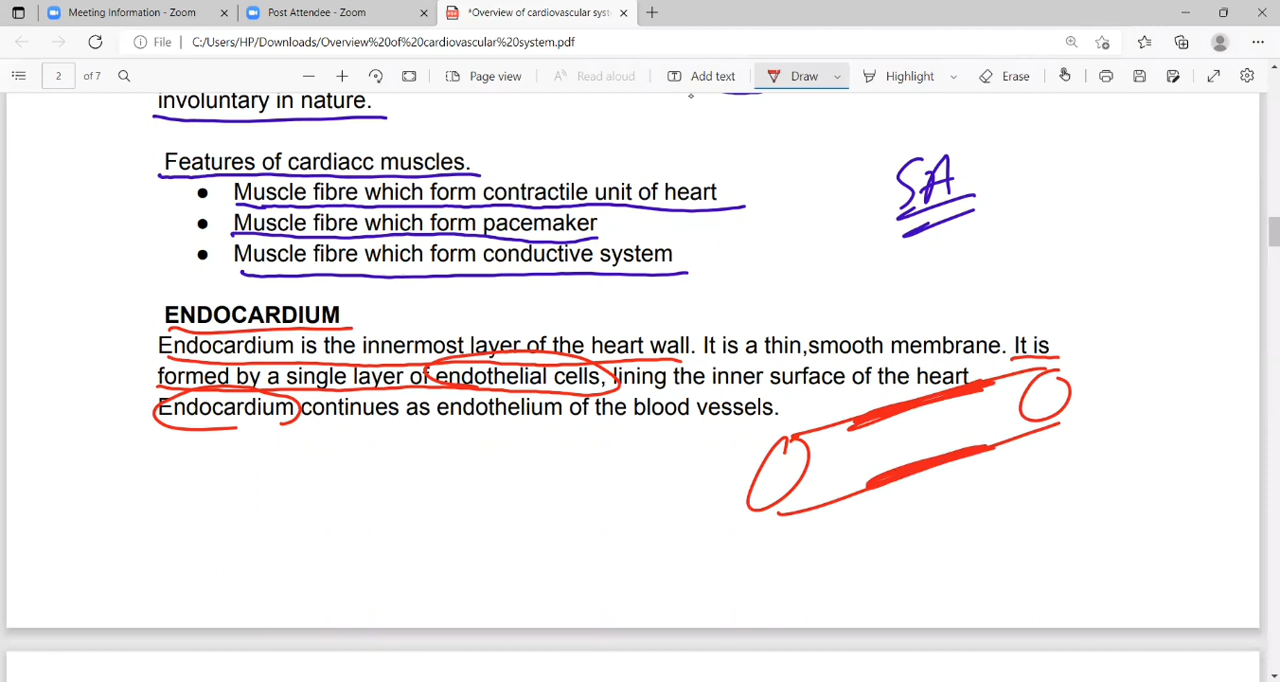 Meeting Information - Zoom
Post Attendee - Zoom
*Overview of cardiovascular syst
File
C:/Users/HP/Downloads/Overview%20of%20cardiovascular%20system.pdf
2 of 7
Page view
Read aloud
Add text
Draw
Highlight
Erase
involuntary in nature.
Features of cardiacc muscles.
● Muscle fibre which form contractile unit of heart
● Muscle fibre which form pacemaker
● Muscle fibre which form conductive system
SA
ENDOCARDIUM
Endocardium is the innermost layer of the heart wall. It is a thin,smooth membrane. It is
formed by a single layer of endothelial cells, lining the inner surface of the heart
Endocardium continues as endothelium of the blood vessels.